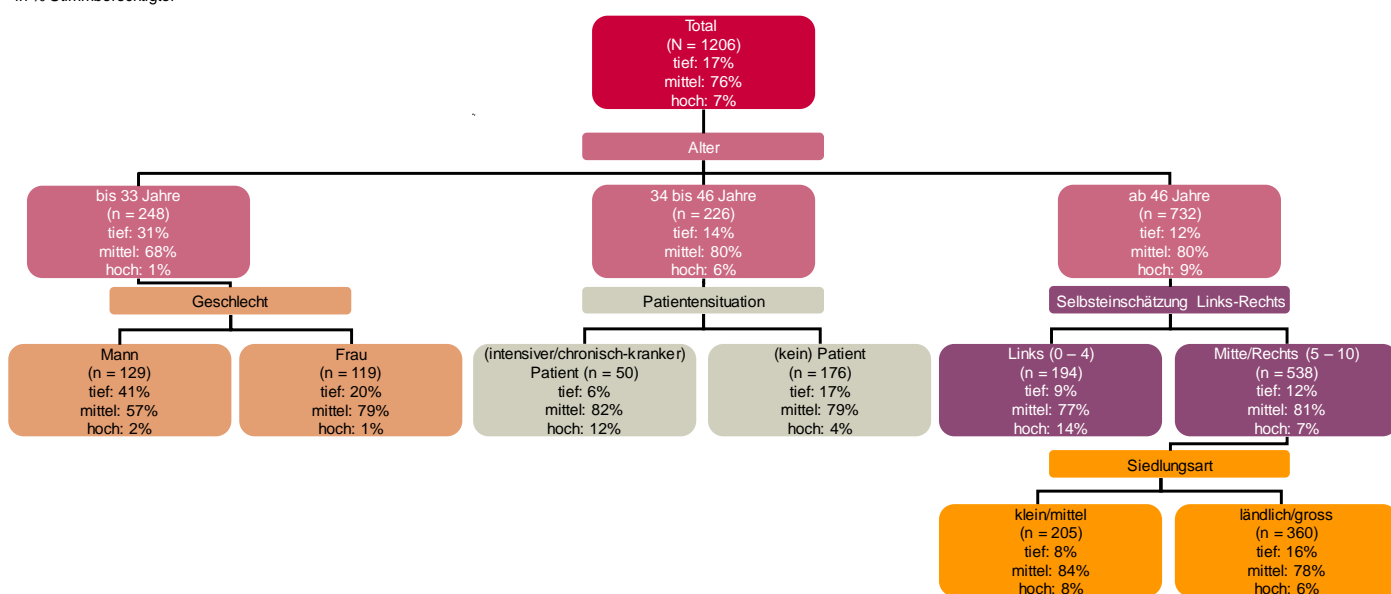 Total
(N = 1206)
tief: 17%
mittel: 76%
hoch: 7%
Alter
bis 33 Jahre
(n = 248)
tief: 31%
mittel: 68%
hoch: 1%
34 bis 46 Jahre
(n = 226)
tief: 14%
mittel: 80%
hoch: 6%
ab 46 Jahre
(n = 732)
tief: 12%
mittel: 80%
hoch: 9%
Geschlecht
Patientensituation
Selbsteinschätzung Links-Rechts
Mann
(n = 129)
tief: 41%
mittel: 57%
hoch: 2%
Frau
(n = 119)
tief: 20%
mittel: 79%
hoch: 1%
(intensiver/chronisch-kranker)
Patient (n = 50)
tief: 6%
mittel: 82%
hoch: 12%
(kein) Patient
(n = 176)
tief: 17%
mittel: 79%
hoch: 4%
Links (0 – 4)
(n = 194)
tief: 9%
mittel: 77%
hoch: 14%
Mitte/Rechts (5 – 10)
(n = 538)
tief: 12%
mittel: 81%
hoch: 7%
Siedlungsart
klein/mittel
(n = 205)
tief: 8%
mittel: 84%
hoch: 8%
ländlich/gross
(n = 360)
tief: 16%
mittel: 78%
hoch: 6%